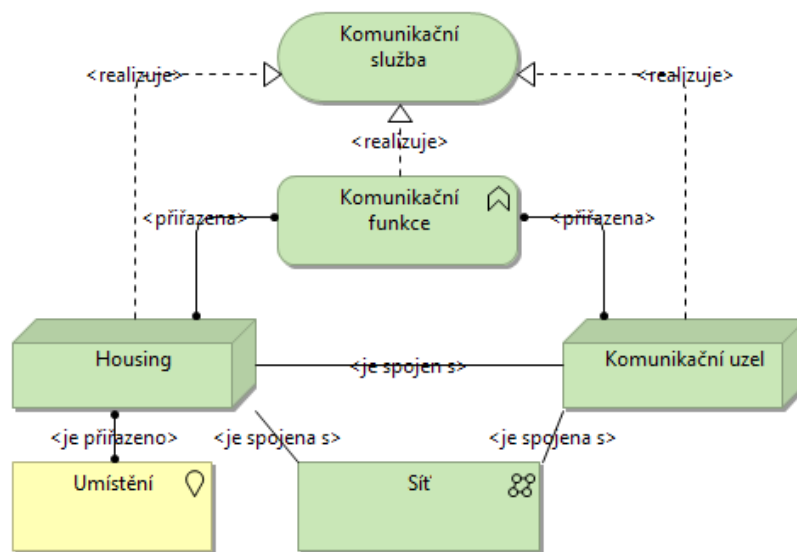 Komunikační
služba
<realizuje>
<realizuje>
<realizuje>
Komunikační
funkce
<přiřazena>
<přiřazena>
Housing
Komunikační uzel
<je spojen s>
<je přiřazeno>
<je spojena s>
<je spojena s>
Umístění
Síť